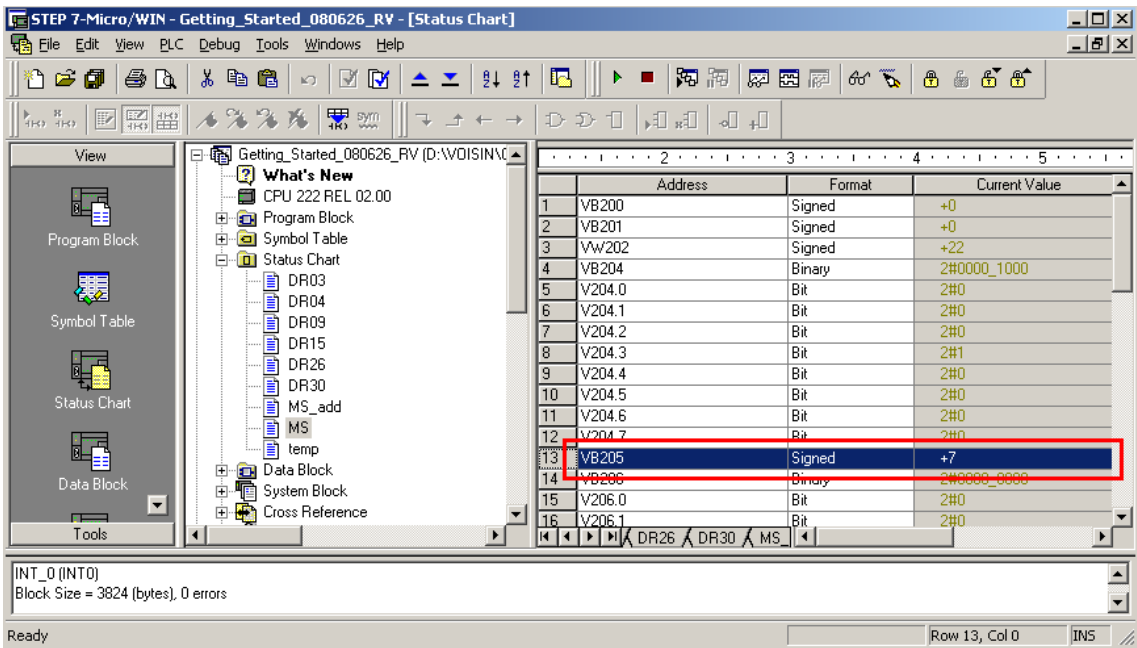 STEP 7-Micro/WIN - Getting_Started_080626_RV - [Status Chart]
File Edit View PLC Debug Tools Windows Help
View
Program Block
Symbol Table
Status Chart
Data Block
Tools
Getting_Started_080626_RV (D:\VOISIN\
What's New
CPU 222 REL 02.00
Program Block
Symbol Table
Status Chart
DR03
DR04
DR09
DR15
DR26
DR30
MS_add
MS
temp
Data Block
System Block
Cross Reference
2 3 4 5
Address Format Current Value
1 VB200 Signed +0
2 VB201 Signed +0
3 VW202 Signed +22
4 VB204 Binary 2#0000_1000
5 V204.0 Bit 2#0
6 V204.1 Bit 2#0
7 V204.2 Bit 2#0
8 V204.3 Bit 2#1
9 V204.4 Bit 2#0
10 V204.5 Bit 2#0
11 V204.6 Bit 2#0
12 V204.7 Bit 2#0
13 VB205 Signed +7
14 VB206 Binary 2#0000_0000
15 V206.0 Bit 2#0
16 V206.1 Bit 2#0
DR26 DR30 MS_
INT_0 (INT0)
Block Size = 3824 (bytes), 0 errors
Ready
Row 13, Col 0
INS